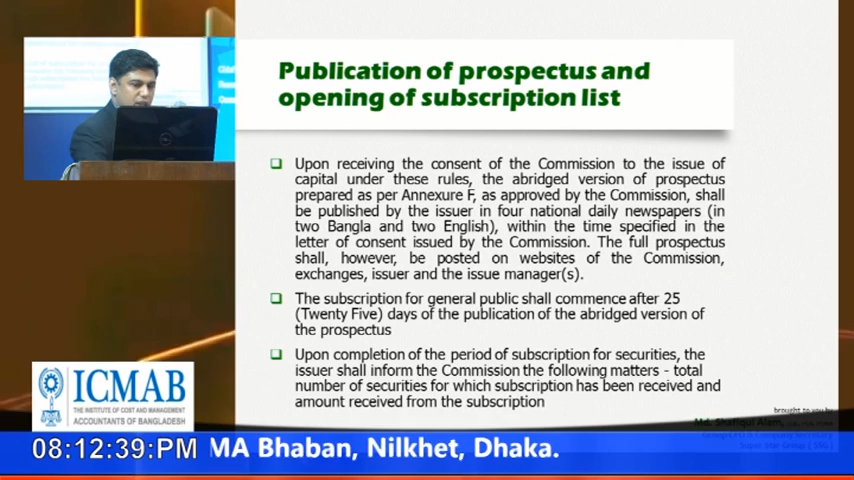 Publication of prospectus and
opening of subscription list
❑ Upon receiving the consent of the Commission to the issue of
capital under these rules, the abridged version of prospectus
prepared as per Annexure F, as approved by the Commission, shall
be published by the issuer in four national daily newspapers (in
two Bangla and two English), within the time specified in the
letter of consent issued by the Commission. The full prospectus
shall, however, be posted on websites of the Commission,
exchanges, issuer and the issue manager(s).
❑ The subscription for general public shall commence after 25
(Twenty Five) days of the publication of the abridged version of
the prospectus
❑ Upon completion of the period of subscription for securities, the
issuer shall inform the Commission the following matters - total
number of securities for which subscription has been received and
amount received from the subscription
brought to you by
Md. Shafiqul Alam,
Group CFO & Company Secretary
Super Star Group ( SSG )
ICMAB
THE INSTITUTE OF COST AND MANAGEMENT
ACCOUNTANTS OF BANGLADESH
08:12:39:PM MA Bhaban, Nilkhet, Dhaka.